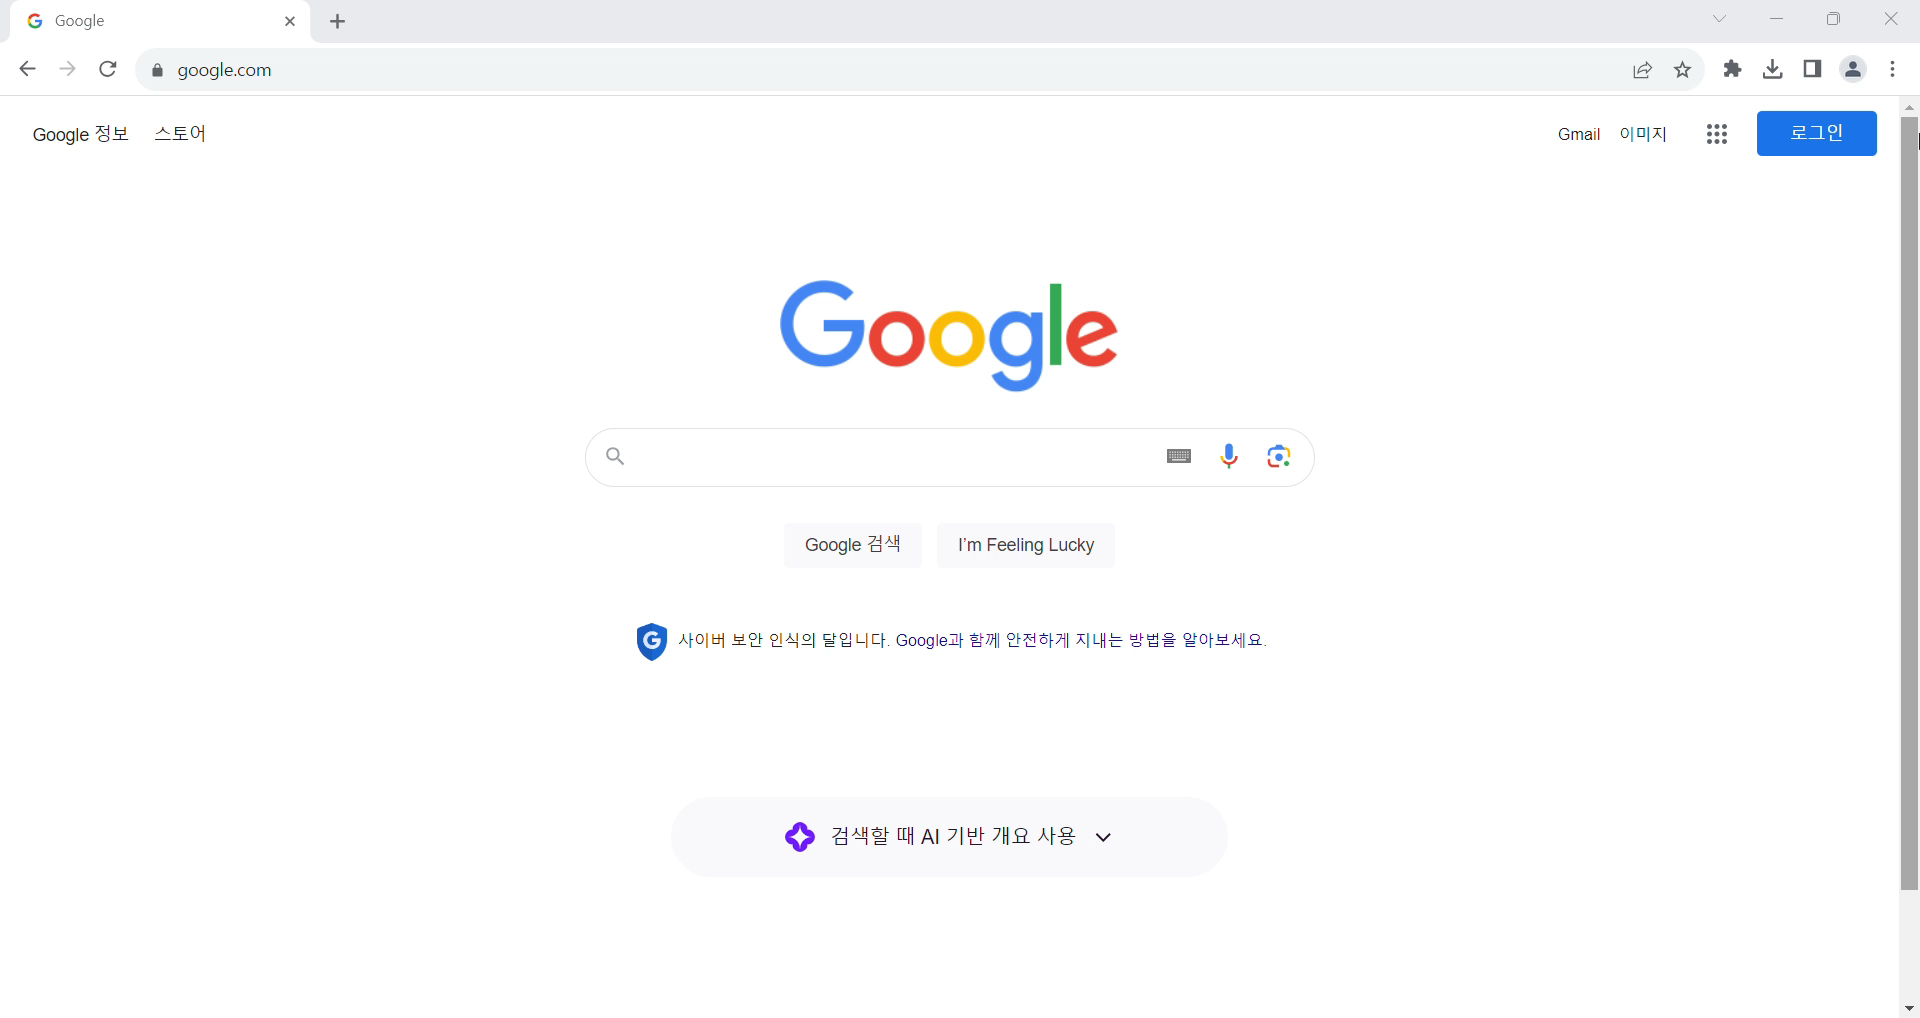 Google
google.com
Google 정보 스토어
Gmail 이미지 로그인
Google
Google 검색 I'm Feeling Lucky
사이버 보안 인식의 달입니다. Google과 함께 안전하게 지내는 방법을 알아보세요.
검색할 때 AI 기반 개요 사용